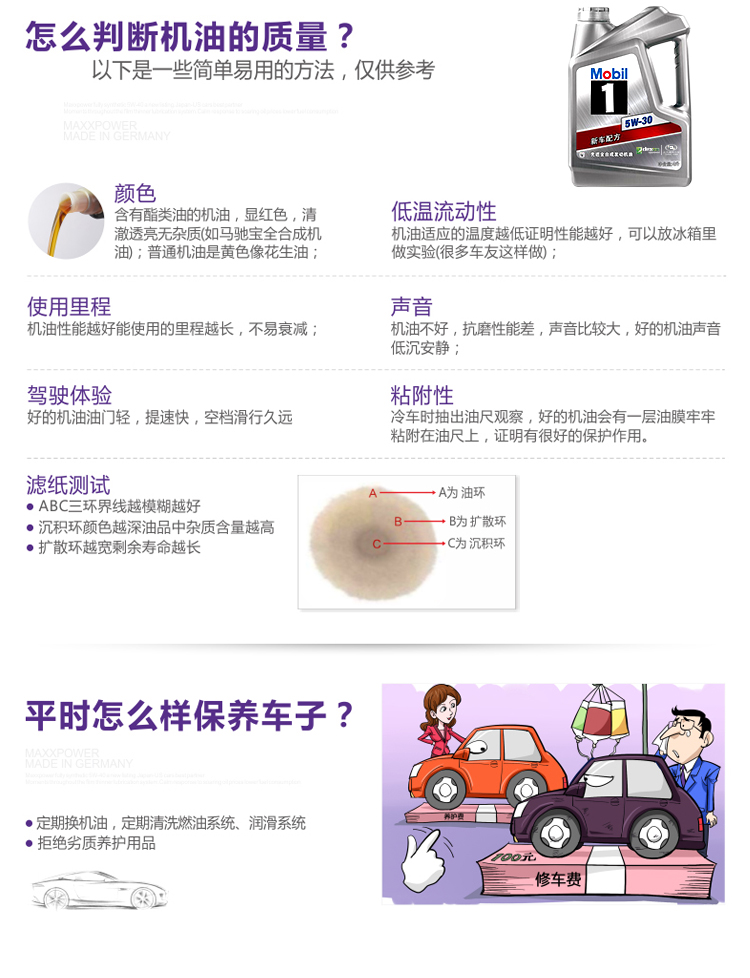 怎么判断机油的质量？
以下是一些简单易用的方法，仅供参考
MAXXPOWER
MADE IN GERMANY
Mobil
1
5W-30
新车配方
颜色
含有酯类油的机油，显红色，清
澈透亮无杂质(如马驰宝全合成机
油)；普通机油是黄色像花生油；
低温流动性
机油适应的温度越低证明性能越好，可以放冰箱里
做实验(很多车友这样做)；
使用里程
机油性能越好能使用的里程越长，不易衰减；
声音
机油不好，抗磨性能差，声音比较大，好的机油声音
低沉安静；
驾驶体验
好的机油油门轻，提速快，空档滑行久远
粘附性
冷车时抽出油尺观察，好的机油会有一层油膜牢牢
粘附在油尺上，证明有很好的保护作用。
滤纸测试
● ABC三环界线越模糊越好
● 沉积环颜色越深油品中杂质含量越高
● 扩散环越宽剩余寿命越长
A A为 油环
B B为 扩散环
C C为 沉积环
平时怎么样保养车子？
MAXXPOWER
MADE IN GERMANY
● 定期换机油，定期清洗燃油系统、润滑系统
● 拒绝劣质养护用品
养护费
100元
修车费